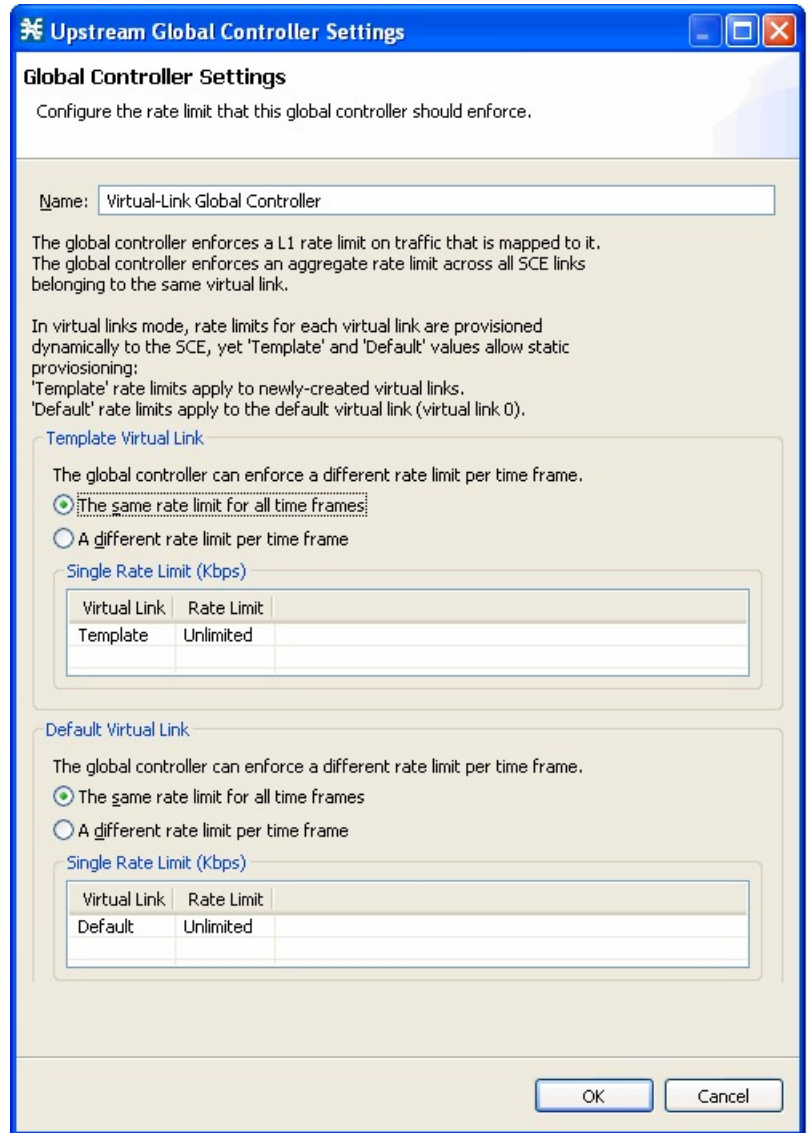 Upstream Global Controller Settings
Global Controller Settings
Configure the rate limit that this global controller should enforce.
Name: Virtual-Link Global Controller
The global controller enforces a L1 rate limit on traffic that is mapped to it.
The global controller enforces an aggregate rate limit across all SCE links
belonging to the same virtual link.
In virtual links mode, rate limits for each virtual link are provisioned
dynamically to the SCE, yet 'Template' and 'Default' values allow static
proviosioning:
'Template' rate limits apply to newly-created virtual links.
'Default' rate limits apply to the default virtual link (virtual link 0).
Template Virtual Link
The global controller can enforce a different rate limit per time frame.
The same rate limit for all time frames
A different rate limit per time frame
Single Rate Limit (Kbps)
Virtual Link Rate Limit
Template Unlimited
Default Virtual Link
The global controller can enforce a different rate limit per time frame.
The same rate limit for all time frames
A different rate limit per time frame
Single Rate Limit (Kbps)
Virtual Link Rate Limit
Default Unlimited
OK Cancel